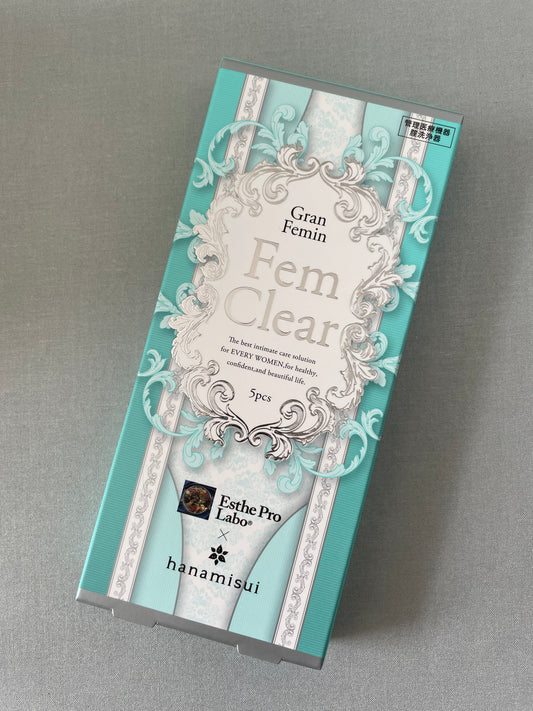 管理医療機器
膣洗浄器
Gran
Femin
Fem
Clear
The best intimate care solution
for EVERY WOMEN,for healthy,
confident,and beautiful life.
5pcs
Esthe Pro
Labo®
×
hanamisui